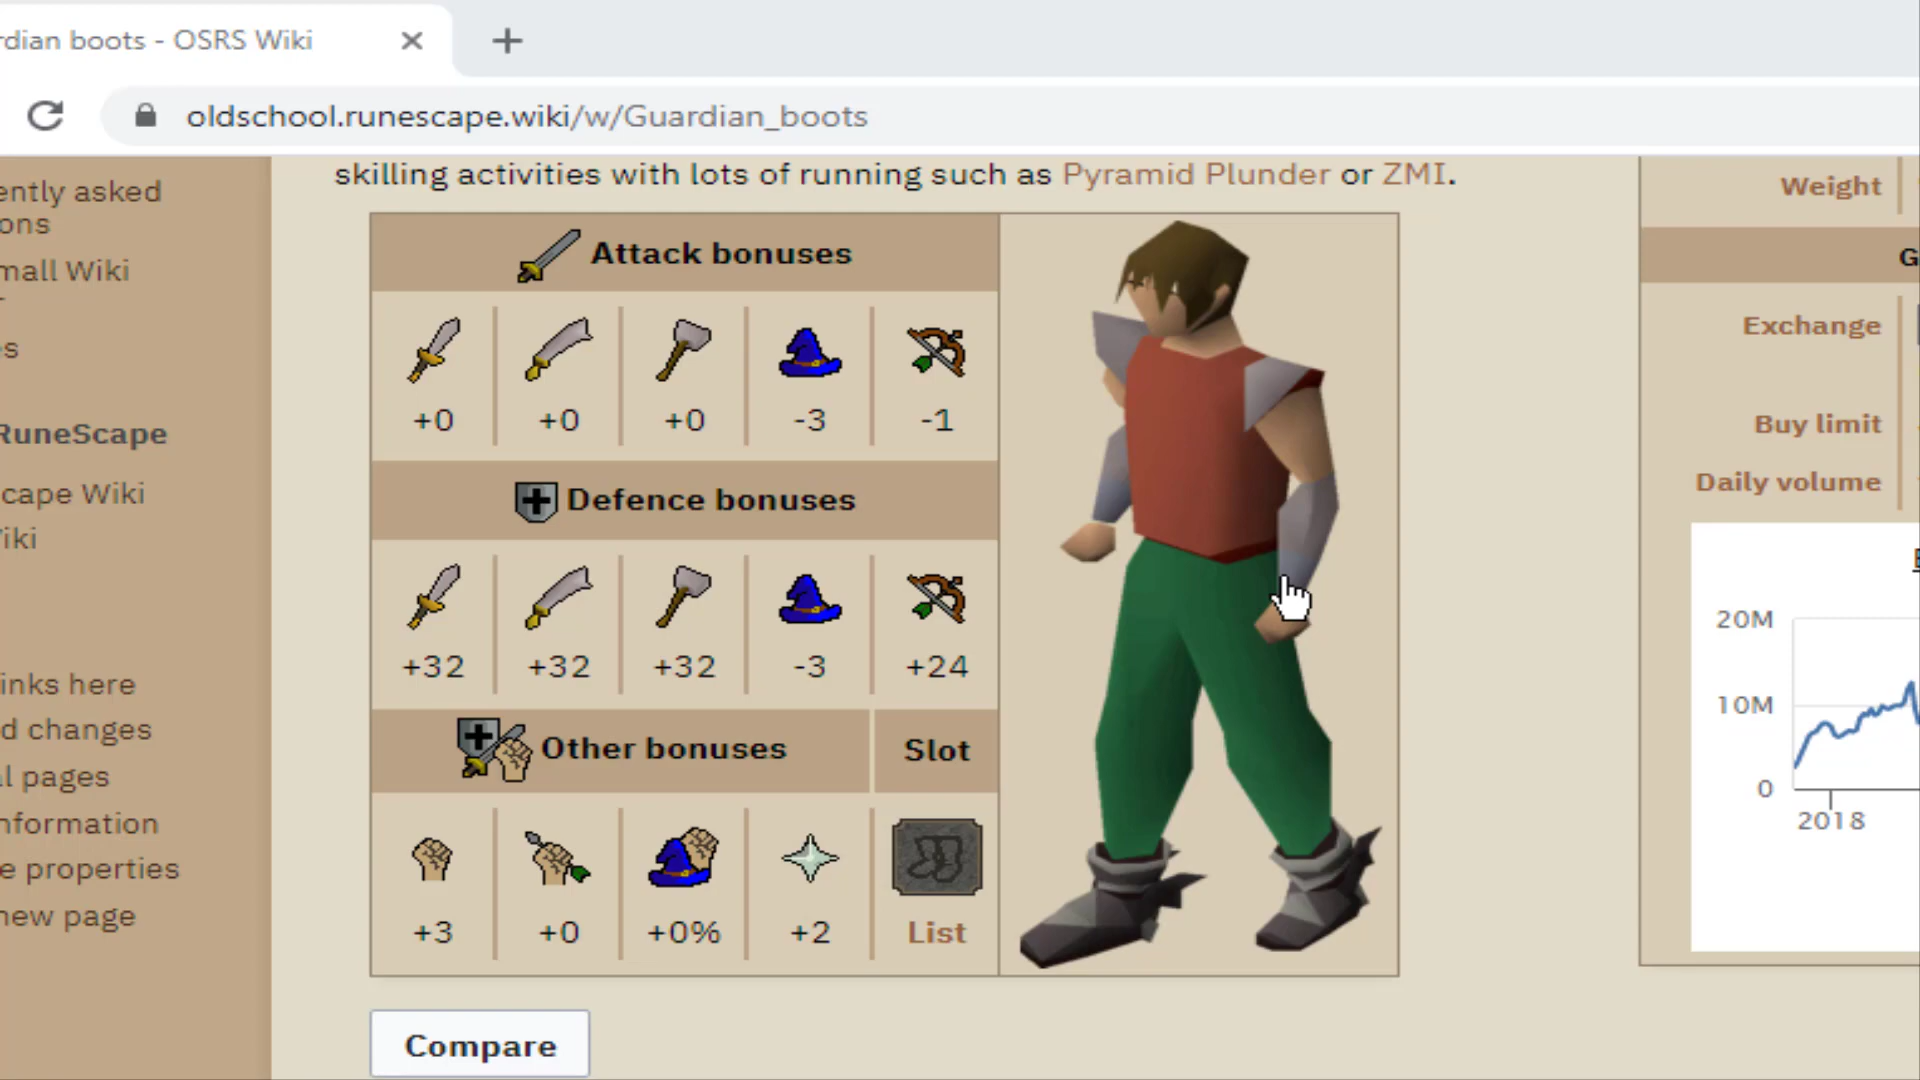 rdian boots - OSRS Wiki
oldschool.runescape.wiki/w/Guardian_boots
ently asked
ons
mall Wiki
s
RuneScape
cape Wiki
iki
inks here
d changes
al pages
nformation
e properties
new page
skilling activities with lots of running such as Pyramid Plunder or ZMI.
Attack bonuses
+0 +0 +0 -3 -1
Defence bonuses
+32 +32 +32 -3 +24
Other bonuses Slot
+3 +0 +0% +2 List
Compare
Weight
G
Exchange
Buy limit
Daily volume
20M
10M
0
2018